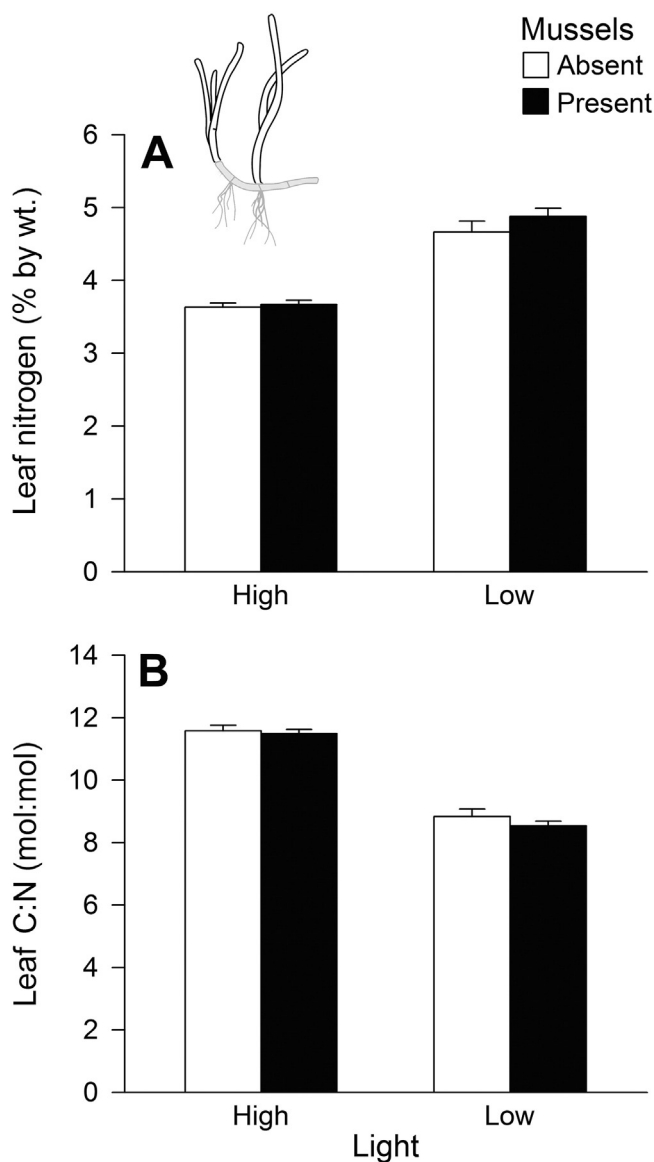 Mussels
Absent
Present
A
6
5
4
3
2
1
0
Leaf nitrogen (% by wt.)
High Low
B
14
12
10
8
6
4
2
0
Leaf C:N (mol:mol)
High Low
Light